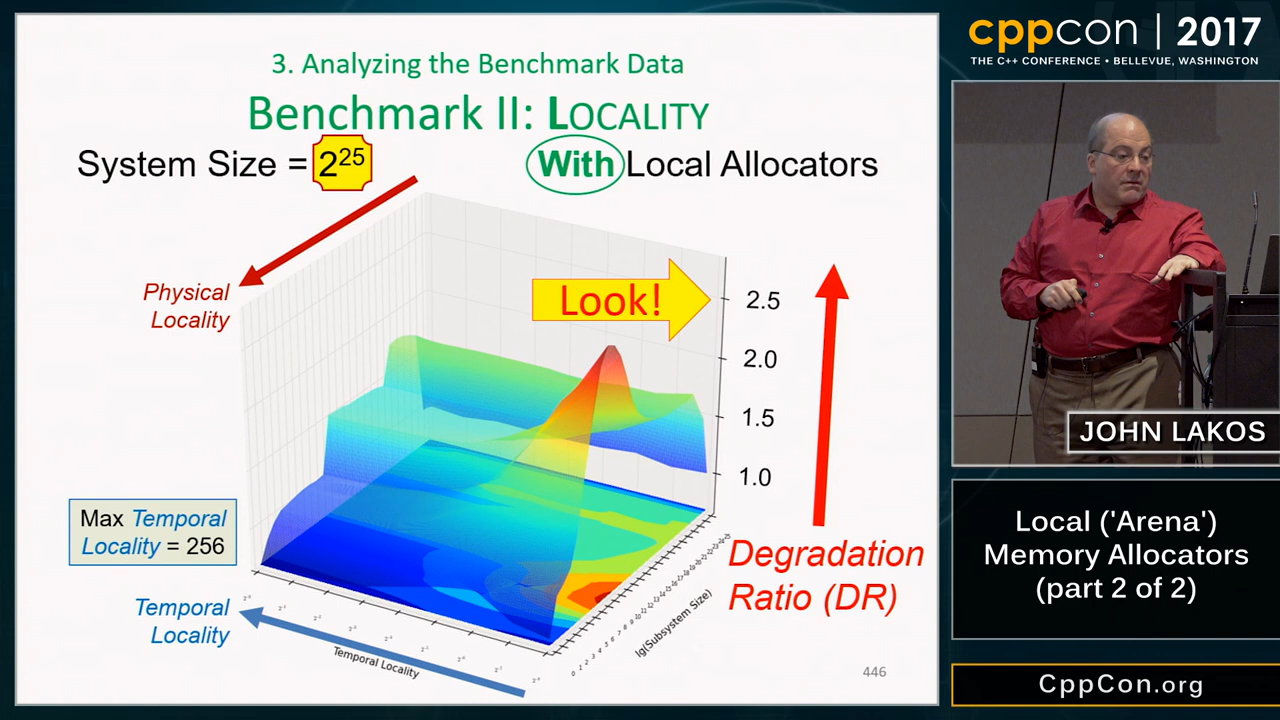 3. Analyzing the Benchmark Data
Benchmark II: LOCALITY
System Size = 2²⁵
With Local Allocators
Physical
Locality
Look!
2.5
2.0
1.5
1.0
Max Temporal
Locality = 256
Temporal
Locality
Temporal Locality
lg(Subsystem Size)
Degradation
Ratio (DR)
446
cppcon | 2017
THE C++ CONFERENCE • BELLEVUE, WASHINGTON
JOHN LAKOS
Local ('Arena')
Memory Allocators
(part 2 of 2)
CppCon.org